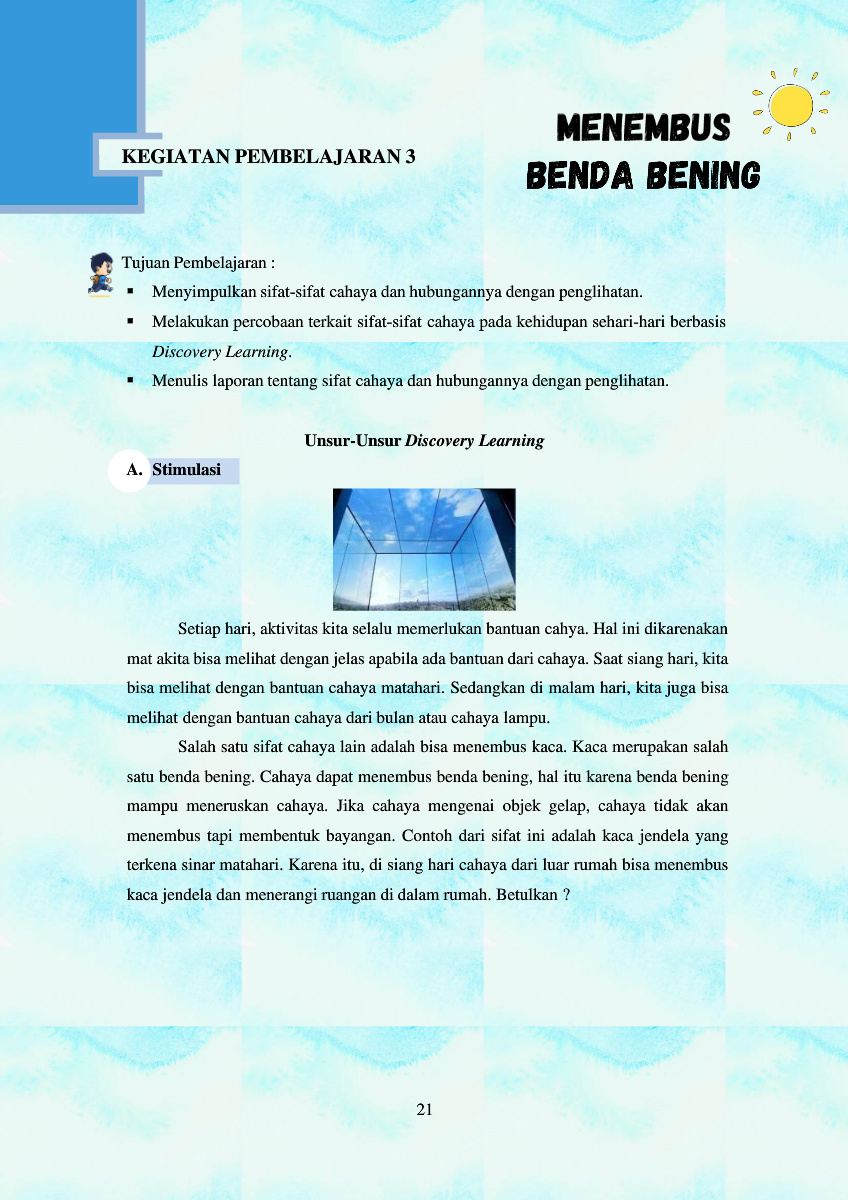 MENEMBUS
BENDA BENING
KEGIATAN PEMBELAJARAN 3
Tujuan Pembelajaran :
▪ Menyimpulkan sifat-sifat cahaya dan hubungannya dengan penglihatan.
▪ Melakukan percobaan terkait sifat-sifat cahaya pada kehidupan sehari-hari berbasis
Discovery Learning.
▪ Menulis laporan tentang sifat cahaya dan hubungannya dengan penglihatan.
Unsur-Unsur Discovery Learning
A. Stimulasi
Setiap hari, aktivitas kita selalu memerlukan bantuan cahya. Hal ini dikarenakan
mat akita bisa melihat dengan jelas apabila ada bantuan dari cahaya. Saat siang hari, kita
bisa melihat dengan bantuan cahaya matahari. Sedangkan di malam hari, kita juga bisa
melihat dengan bantuan cahaya dari bulan atau cahaya lampu.
Salah satu sifat cahaya lain adalah bisa menembus kaca. Kaca merupakan salah
satu benda bening. Cahaya dapat menembus benda bening, hal itu karena benda bening
mampu meneruskan cahaya. Jika cahaya mengenai objek gelap, cahaya tidak akan
menembus tapi membentuk bayangan. Contoh dari sifat ini adalah kaca jendela yang
terkena sinar matahari. Karena itu, di siang hari cahaya dari luar rumah bisa menembus
kaca jendela dan menerangi ruangan di dalam rumah. Betulkan ?
21